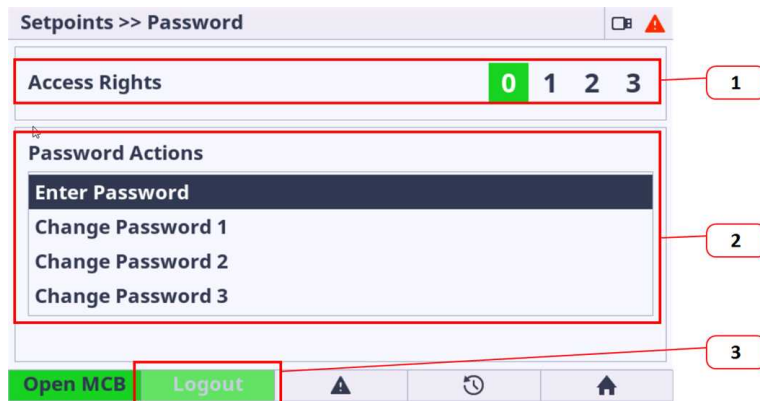 Setpoints >> Password
Access Rights 0 1 2 3
1
Password Actions
Enter Password
Change Password 1
Change Password 2
Change Password 3
2
3
Open MCB Logout